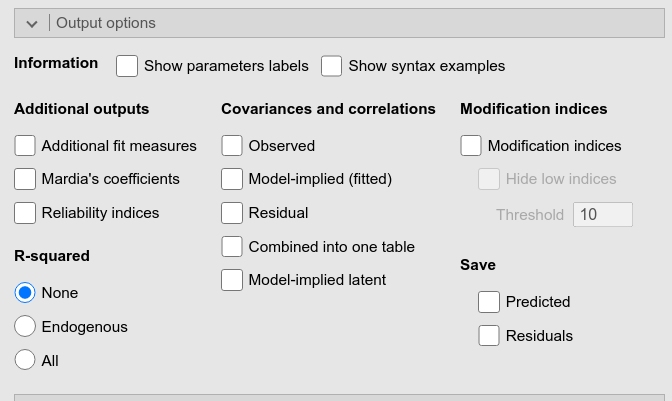 Output options
Information Show parameters labels Show syntax examples
Additional outputs
Additional fit measures
Mardia's coefficients
Reliability indices
R-squared
None
Endogenous
All
Covariances and correlations
Observed
Model-implied (fitted)
Residual
Combined into one table
Model-implied latent
Modification indices
Modification indices
Hide low indices
Threshold 10
Save
Predicted
Residuals